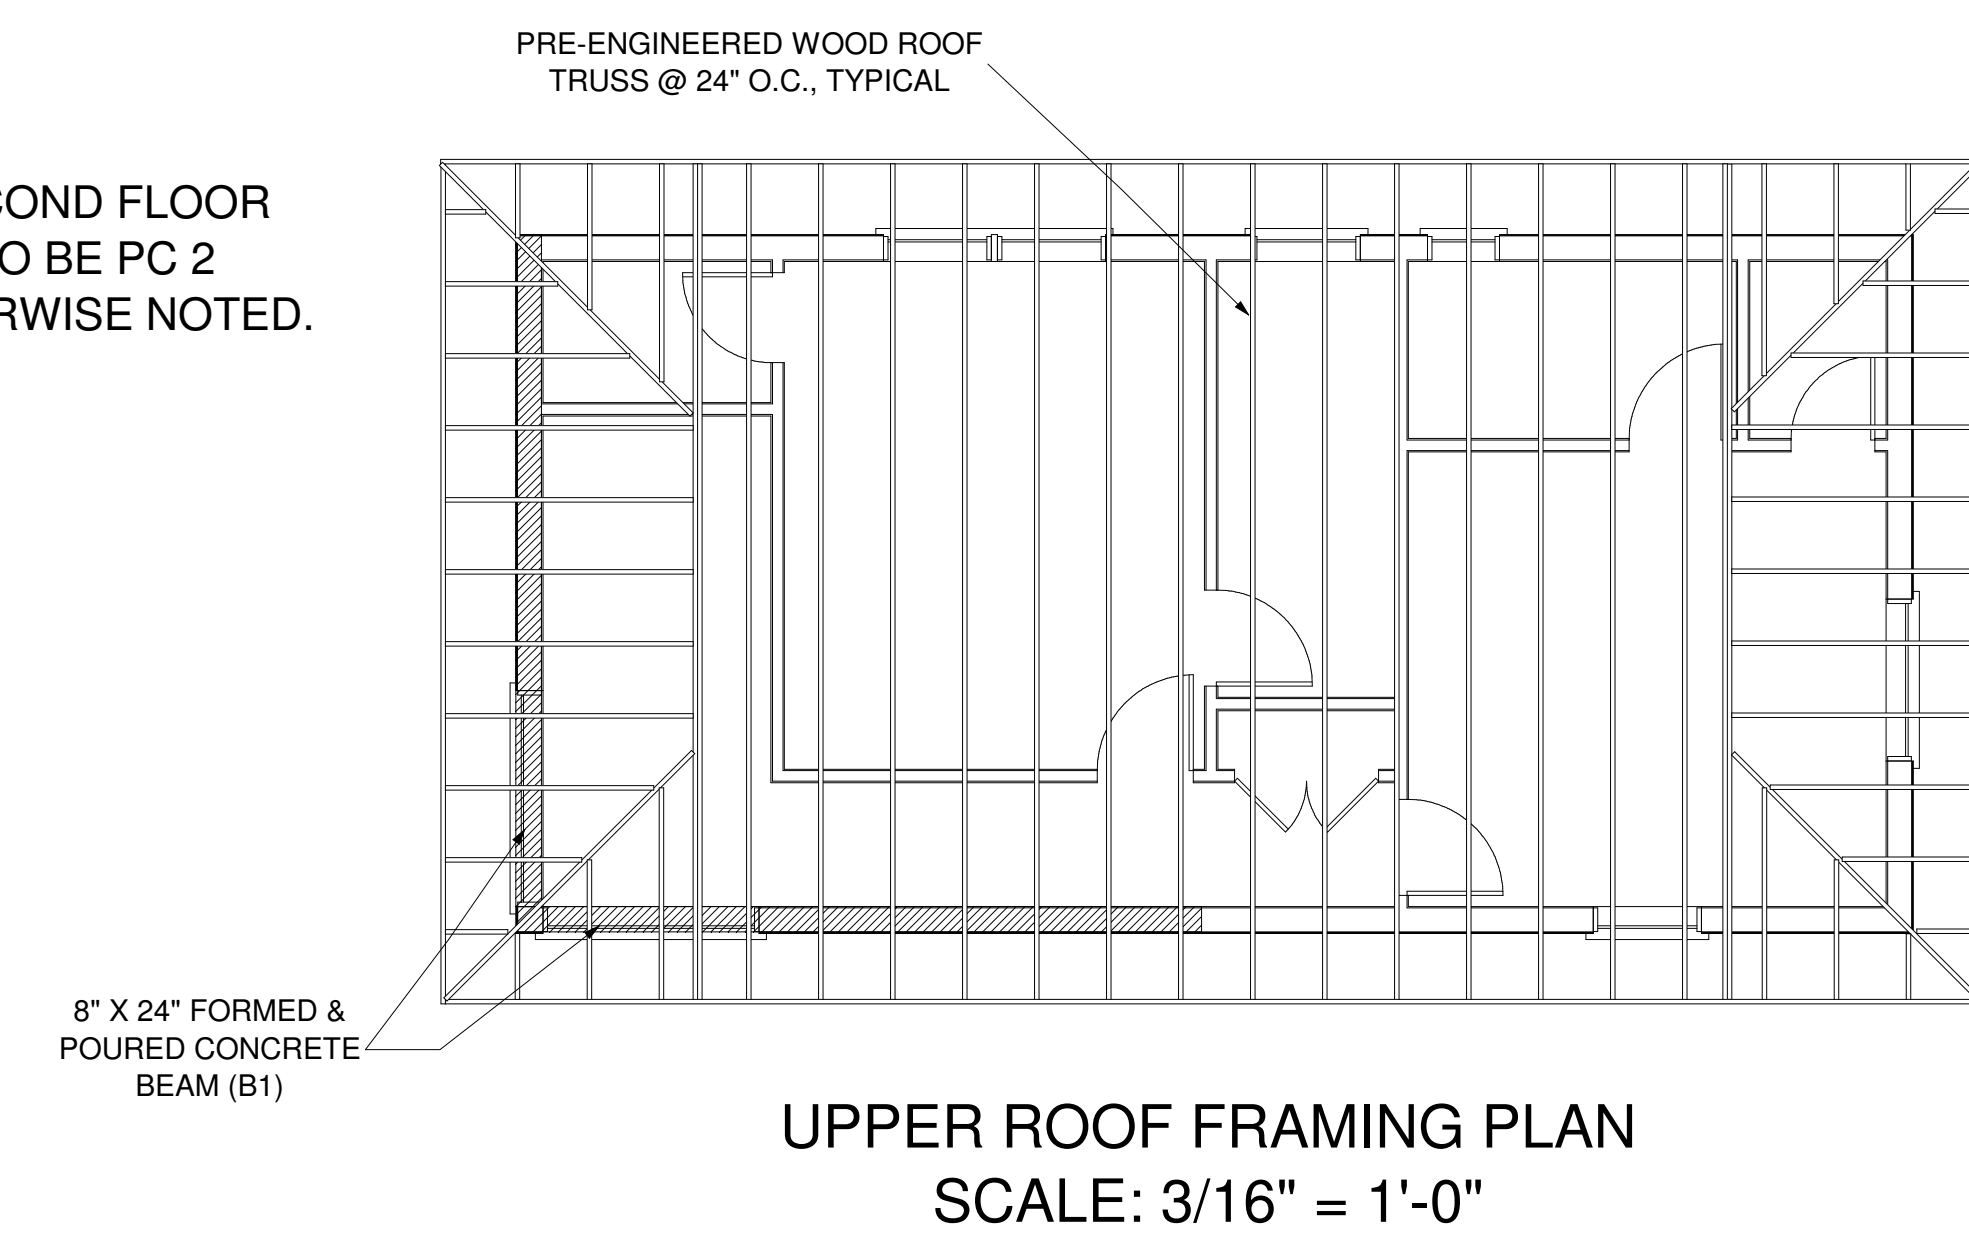 PRE-ENGINEERED WOOD ROOF
TRUSS @ 24" O.C., TYPICAL
COND FLOOR
O BE PC 2
RWISE NOTED.
8" X 24" FORMED &
POURED CONCRETE
BEAM (B1)
UPPER ROOF FRAMING PLAN
SCALE: 3/16" = 1'-0"